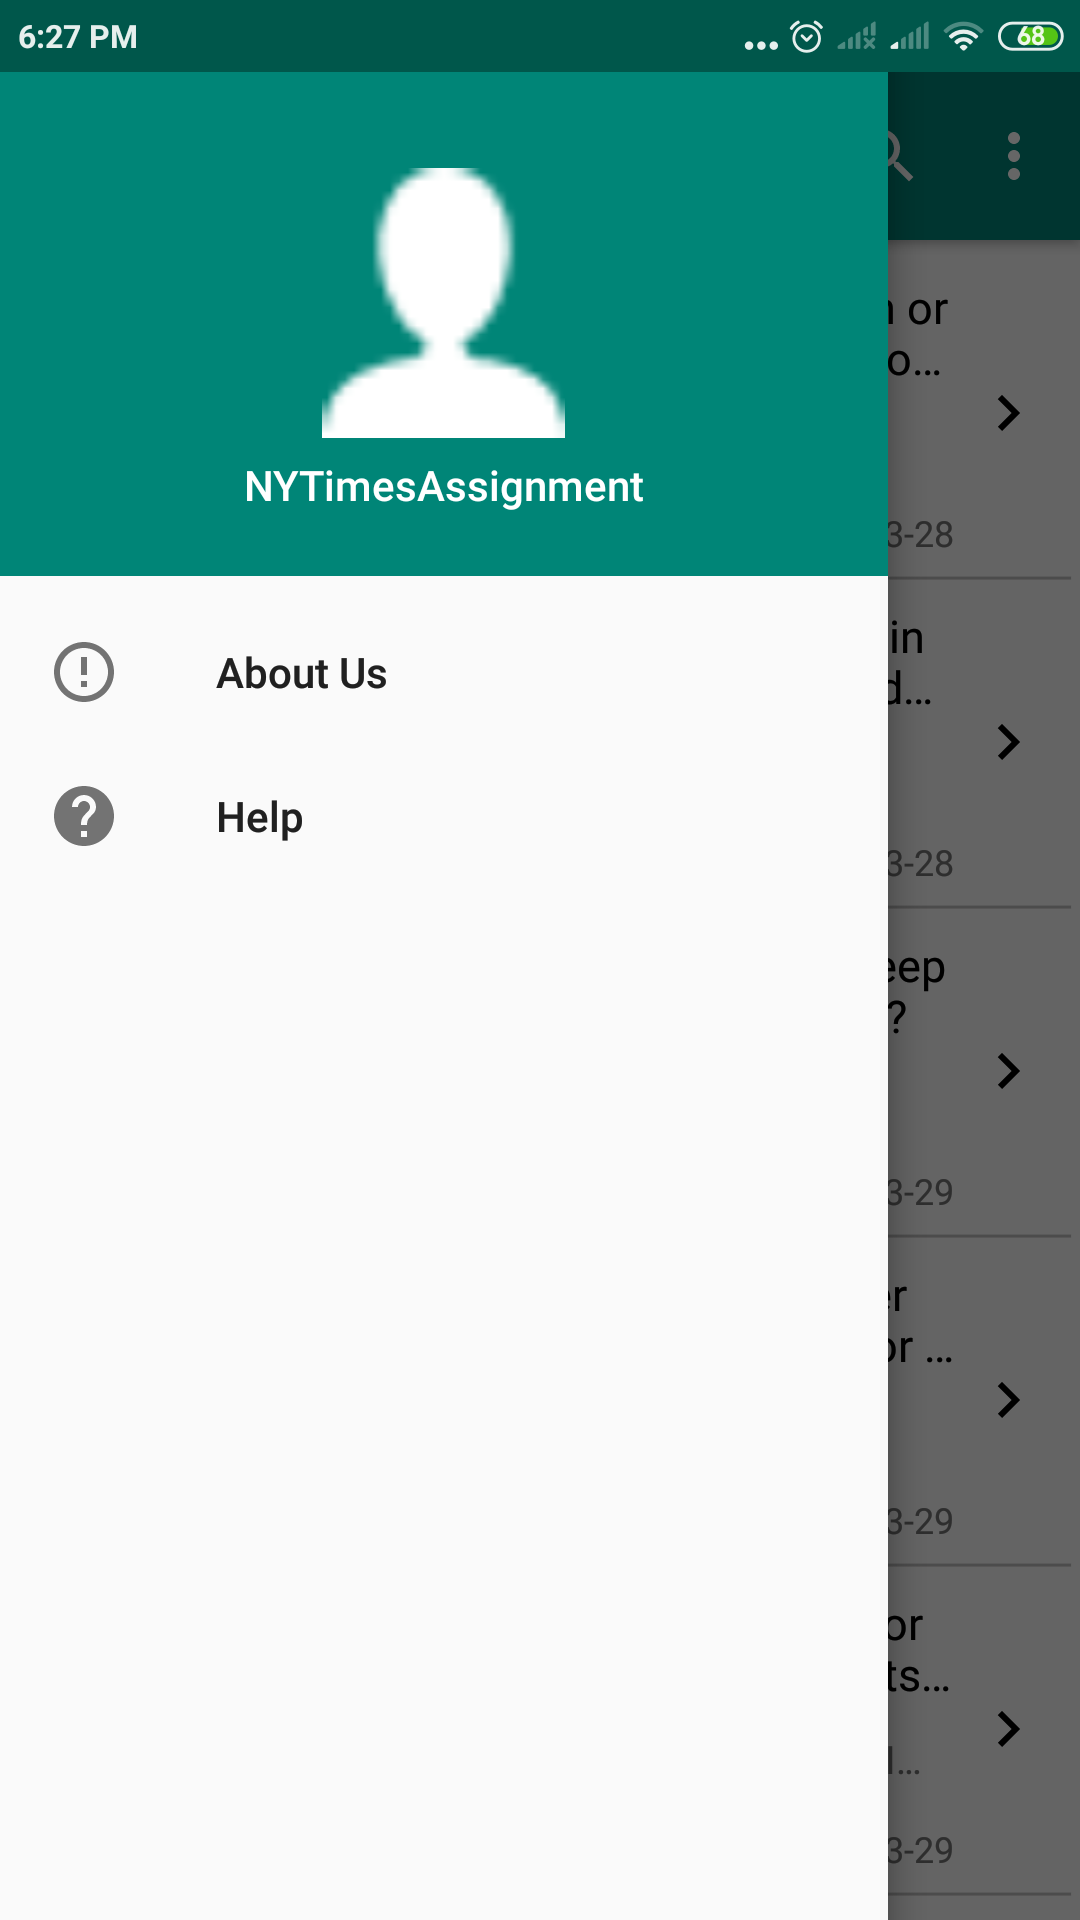 6:27 PM
68
NYTimesAssignment
About Us
Help
or
o...
3-28
in
d...
3-28
eep
?
3-29
er
or ...
3-29
or
ts...
3-29